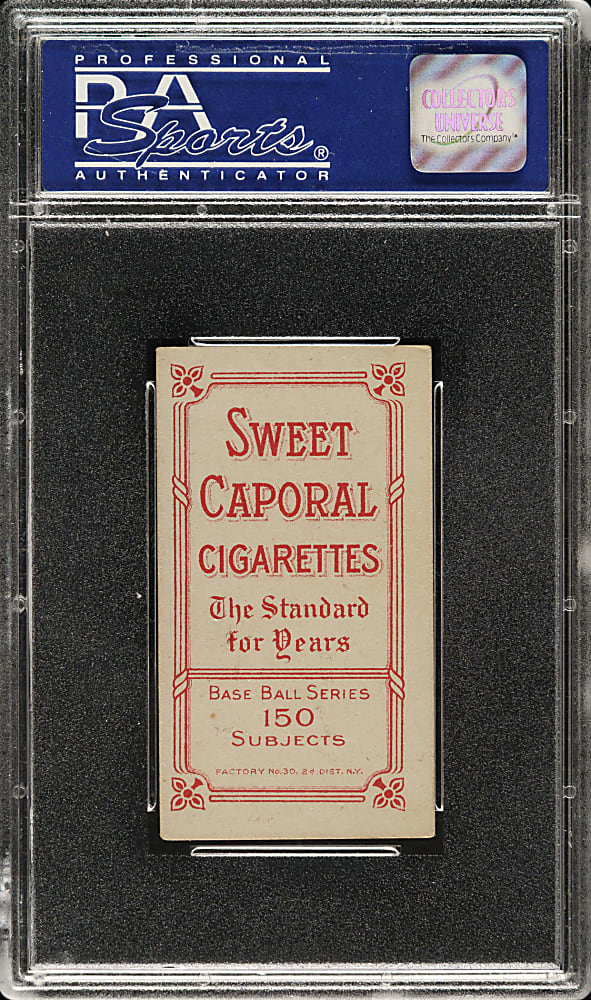 PROFESSIONAL
PSA
Sports®
AUTHENTICATOR
COLLECTORS
UNIVERSE
The Collectors Company™
SWEET
CAPORAL
CIGARETTES
The Standard
for Years
BASE BALL SERIES
150
SUBJECTS
FACTORY No. 30, 2d DIST. N.Y.